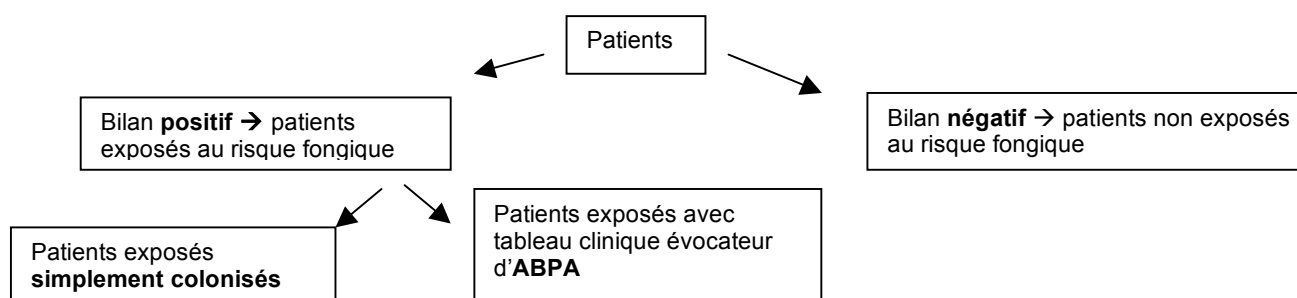 Patients
Bilan positif → patients
exposés au risque fongique
Bilan négatif → patients non exposés
au risque fongique
Patients exposés
simplement colonisés
Patients exposés avec
tableau clinique évocateur
d'ABPA